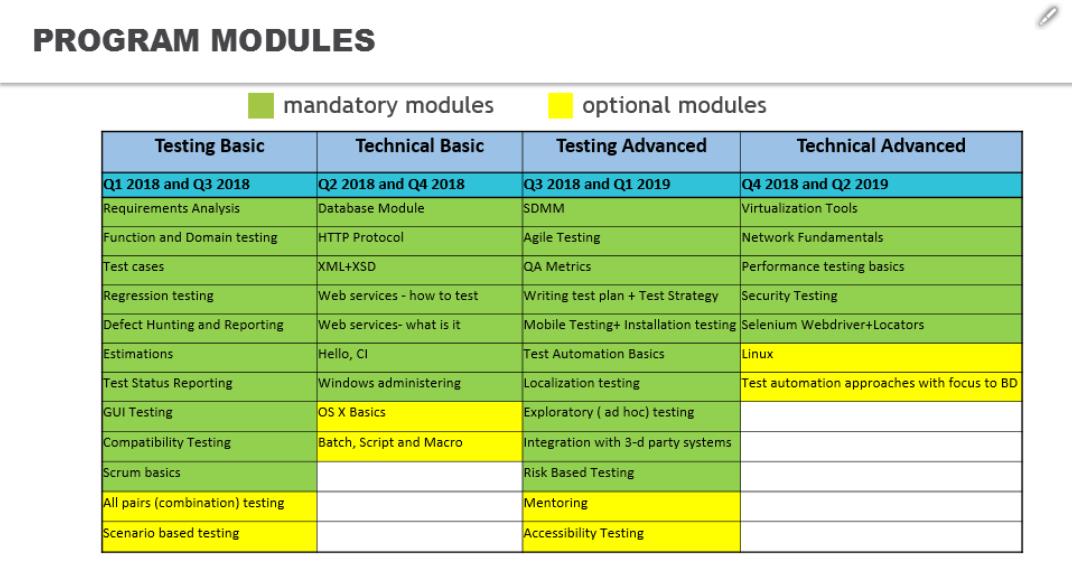 PROGRAM MODULES
mandatory modules optional modules
Testing Basic Technical Basic Testing Advanced Technical Advanced
Q1 2018 and Q3 2018 Q2 2018 and Q4 2018 Q3 2018 and Q1 2019 Q4 2018 and Q2 2019
Requirements Analysis Database Module SDMM Virtualization Tools
Function and Domain testing HTTP Protocol Agile Testing Network Fundamentals
Test cases XML+XSD QA Metrics Performance testing basics
Regression testing Web services - how to test Writing test plan + Test Strategy Security Testing
Defect Hunting and Reporting Web services- what is it Mobile Testing+ Installation testing Selenium Webdriver+Locators
Estimations Hello, CI Test Automation Basics Linux
Test Status Reporting Windows administering Localization testing Test automation approaches with focus to BD
GUI Testing OS X Basics Exploratory ( ad hoc) testing
Compatibility Testing Batch, Script and Macro Integration with 3-d party systems
Scrum basics Risk Based Testing
All pairs (combination) testing Mentoring
Scenario based testing Accessibility Testing